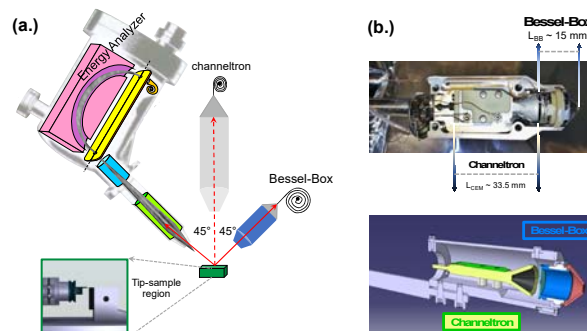 (a.)
Energy Analyzer
channeltron
Bessel-Box
45°
45°
Tip-sample
region
(b.)
Bessel-Box
L_BB ~ 15 mm
Channeltron
L_CEM ~ 33.5 mm
Bessel-Box
Channeltron